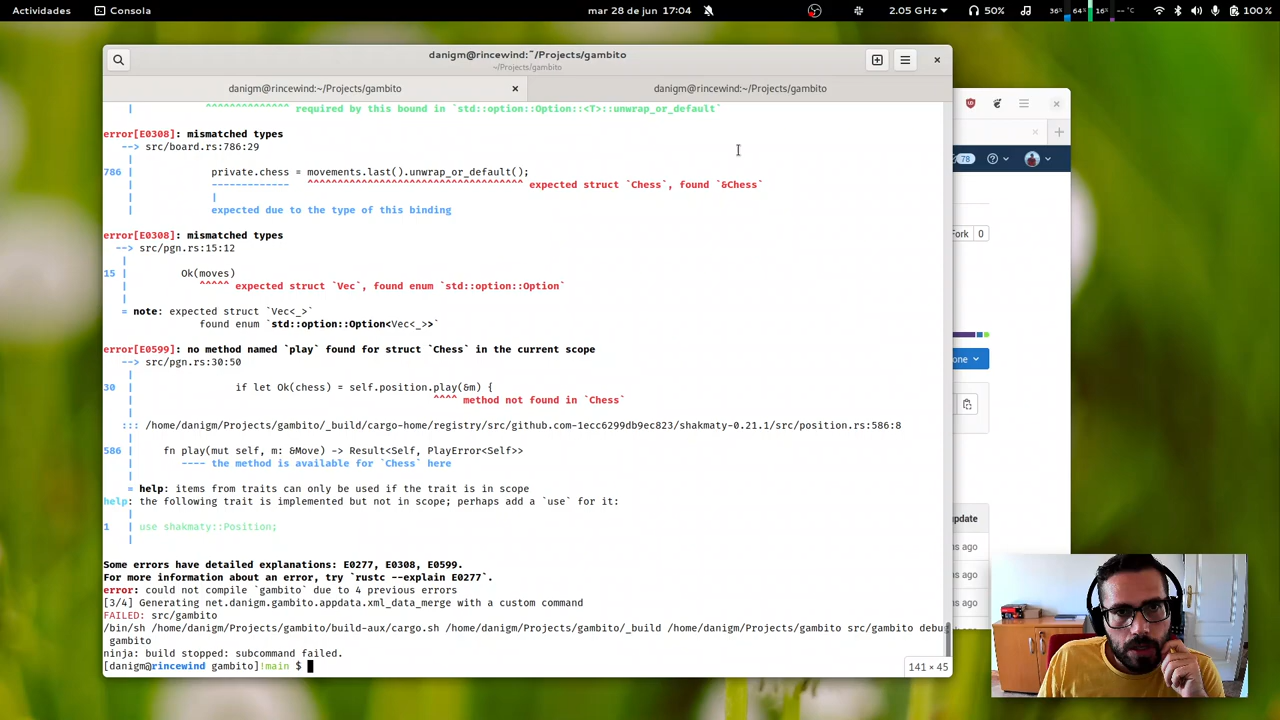 Actividades
Consola
mar 28 de jun 17:04
2.05 GHz
50%
36%
64%
16%
--°C
100 %
danigm@rincewind:~/Projects/gambito
~/Projects/gambito
danigm@rincewind:~/Projects/gambito
danigm@rincewind:~/Projects/gambito
| ^^^^^^^^^^^^^^ required by this bound in `std::option::Option::<T>::unwrap_or_default`
error[E0308]: mismatched types
--> src/board.rs:786:29
|
786 | private.chess = movements.last().unwrap_or_default();
| ------------- ^^^^^^^^^^^^^^^^^^^^^^^^^^^^^^^^^^^^ expected struct `Chess`, found `&Chess`
| |
| expected due to the type of this binding
error[E0308]: mismatched types
--> src/pgn.rs:15:12
|
15 | Ok(moves)
| ^^^^^ expected struct `Vec`, found enum `std::option::Option`
|
= note: expected struct `Vec<_>`
found enum `std::option::Option<Vec<_>>`
error[E0599]: no method named `play` found for struct `Chess` in the current scope
--> src/pgn.rs:30:50
|
30 | if let Ok(chess) = self.position.play(&m) {
| ^^^^ method not found in `Chess`
|
::: /home/danigm/Projects/gambito/_build/cargo-home/registry/src/github.com-1ecc6299db9ec823/shakmaty-0.21.1/src/position.rs:586:8
|
586 | fn play(mut self, m: &Move) -> Result<Self, PlayError<Self>>
| ---- the method is available for `Chess` here
|
= help: items from traits can only be used if the trait is in scope
help: the following trait is implemented but not in scope; perhaps add a `use` for it:
|
1 | use shakmaty::Position;
|
Some errors have detailed explanations: E0277, E0308, E0599.
For more information about an error, try `rustc --explain E0277`.
error: could not compile `gambito` due to 4 previous errors
[3/4] Generating net.danigm.gambito.appdata.xml_data_merge with a custom command
FAILED: src/gambito
/bin/sh /home/danigm/Projects/gambito/build-aux/cargo.sh /home/danigm/Projects/gambito/_build /home/danigm/Projects/gambito src/gambito debug
gambito
ninja: build stopped: subcommand failed.
[danigm@rincewind gambito]!main $
141 × 45
78
Fork 0
one
update
ns ago
ns ago
ns ago